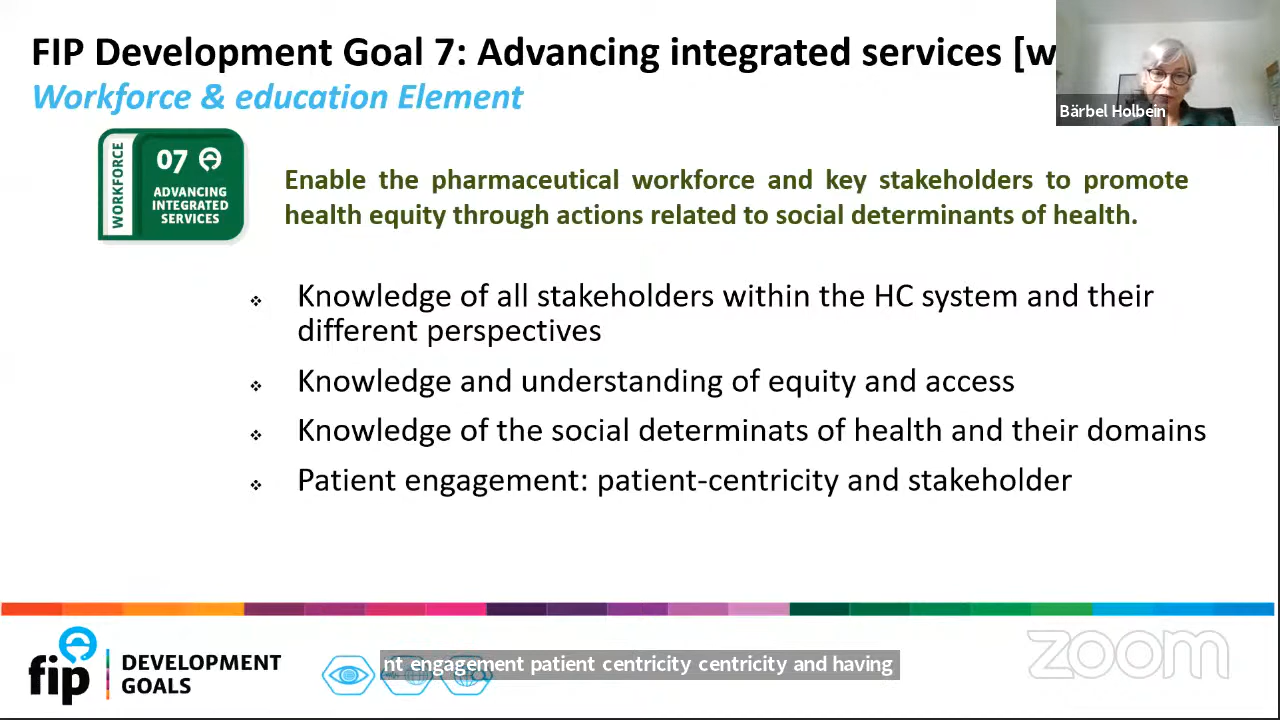 FIP Development Goal 7: Advancing integrated services [w
Workforce & education Element
Bärbel Holbein
WORKFORCE
07
ADVANCING
INTEGRATED
SERVICES
Enable the pharmaceutical workforce and key stakeholders to promote
health equity through actions related to social determinants of health.
Knowledge of all stakeholders within the HC system and their
different perspectives
Knowledge and understanding of equity and access
Knowledge of the social determinats of health and their domains
Patient engagement: patient-centricity and stakeholder
fip
DEVELOPMENT
GOALS
nt engagement patient centricity centricity and having
zoom